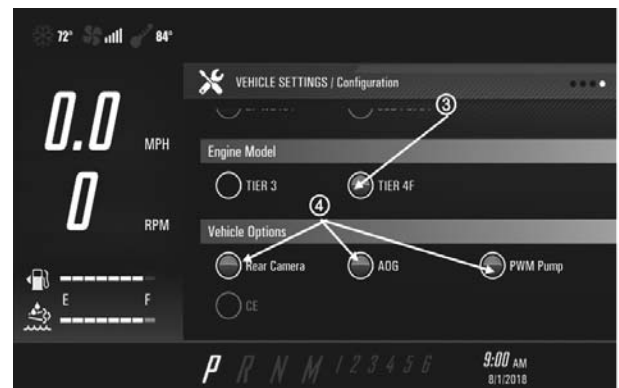 72° 84°
VEHICLE SETTINGS / Configuration
③
0.0 MPH
Engine Model
TIER 3 TIER 4F
④
0 RPM
Vehicle Options
Rear Camera AOG PWM Pump
E F
CE
P R N M 1 2 3 4 5 6
9:00 AM
8/1/2018